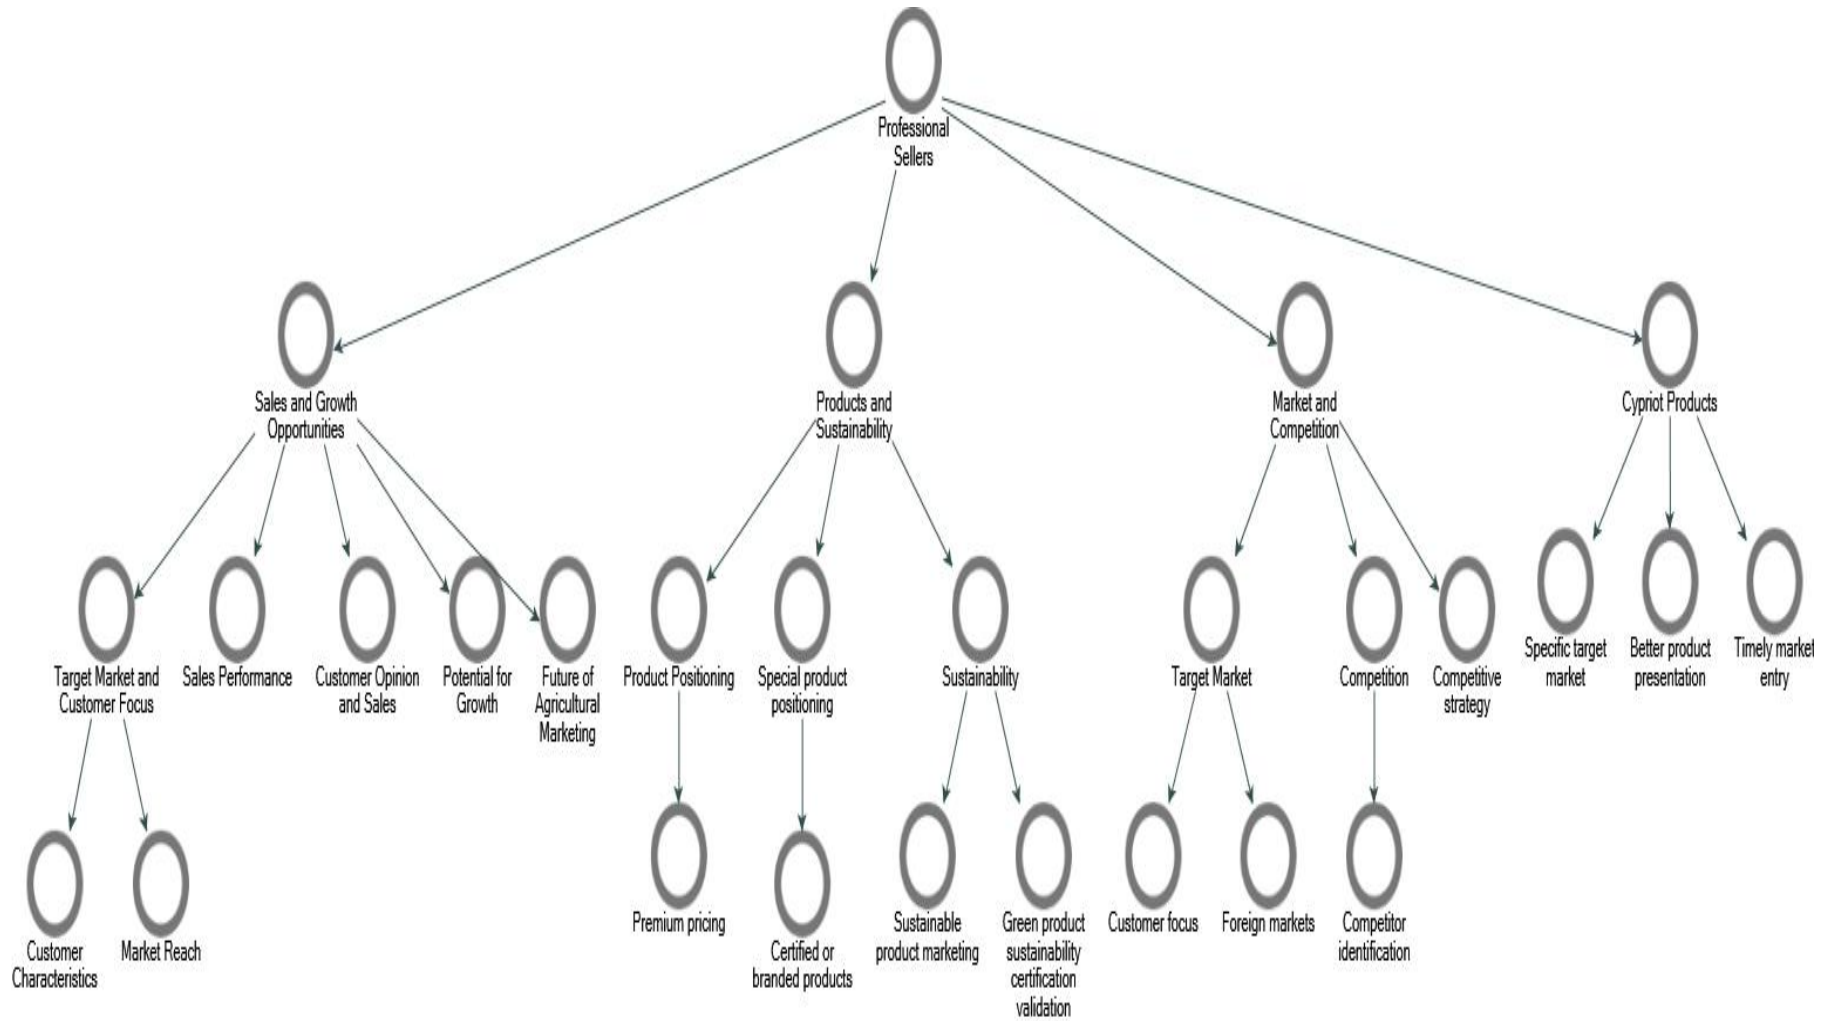 Professional
Sellers
Sales and Growth
Opportunities
Products and
Sustainability
Market and
Competition
Cypriot Products
Target Market and
Customer Focus
Sales Performance
Customer Opinion
and Sales
Potential for
Growth
Future of
Agricultural
Marketing
Product Positioning
Special product
positioning
Sustainability
Target Market
Competition
Competitive
strategy
Specific target
market
Better product
presentation
Timely market
entry
Customer
Characteristics
Market Reach
Premium pricing
Certified or
branded products
Sustainable
product marketing
Green product
sustainability
certification
validation
Customer focus
Foreign markets
Competitor
identification